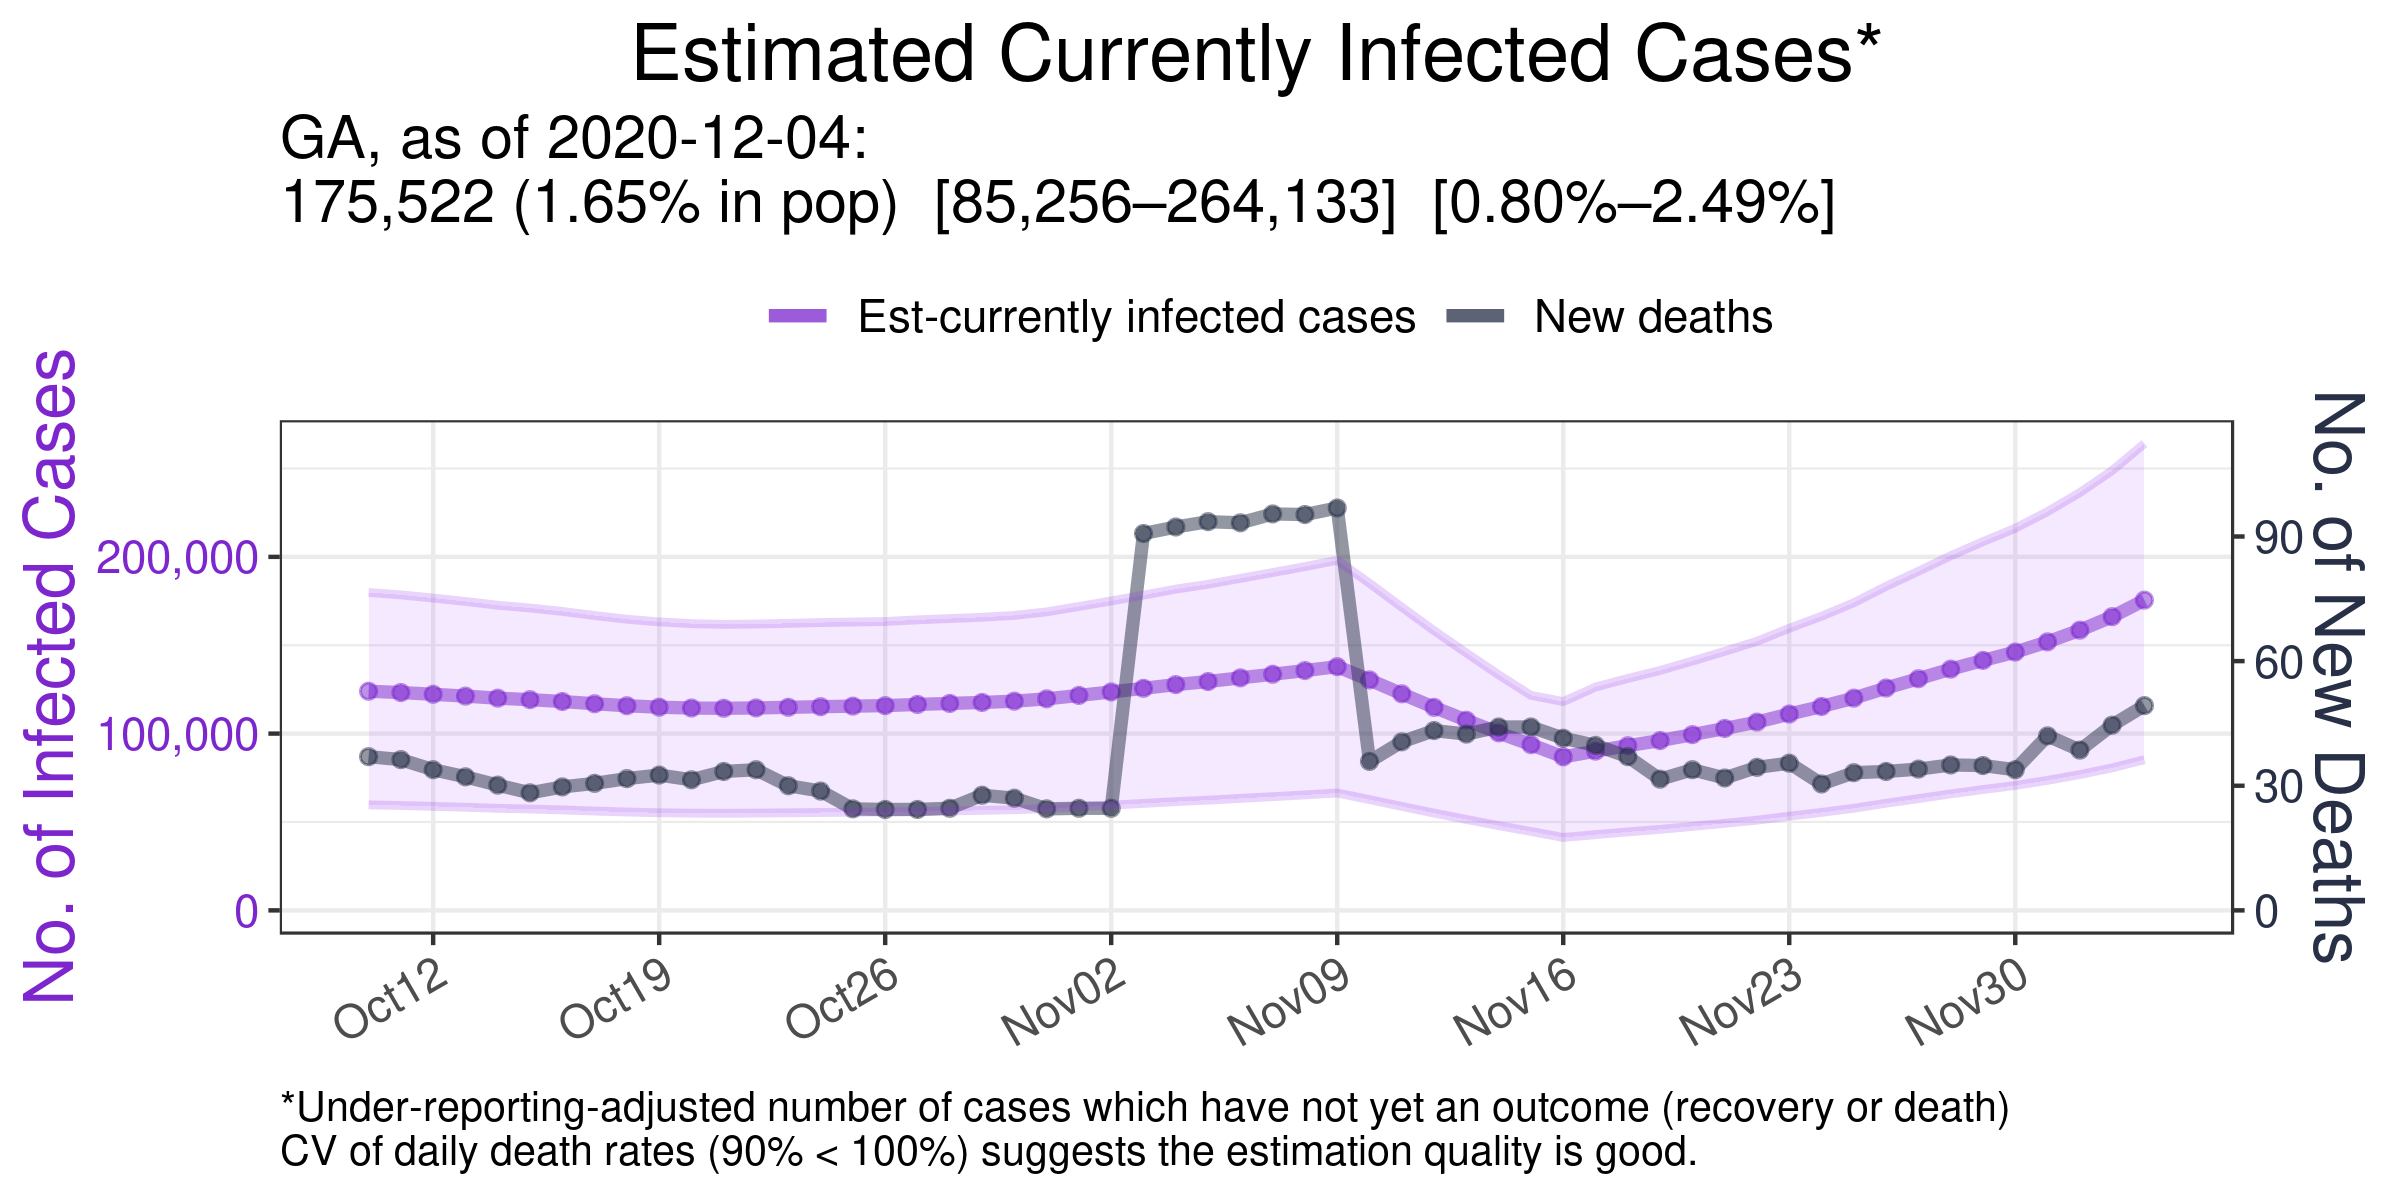 Estimated Currently Infected Cases*
GA, as of 2020-12-04:
175,522 (1.65% in pop) [85,256–264,133] [0.80%–2.49%]
Est-currently infected cases
New deaths
No. of Infected Cases
200,000
100,000
0
No. of New Deaths
90
60
30
0
Oct12
Oct19
Oct26
Nov02
Nov09
Nov16
Nov23
Nov30
*Under-reporting-adjusted number of cases which have not yet an outcome (recovery or death)
CV of daily death rates (90% < 100%) suggests the estimation quality is good.